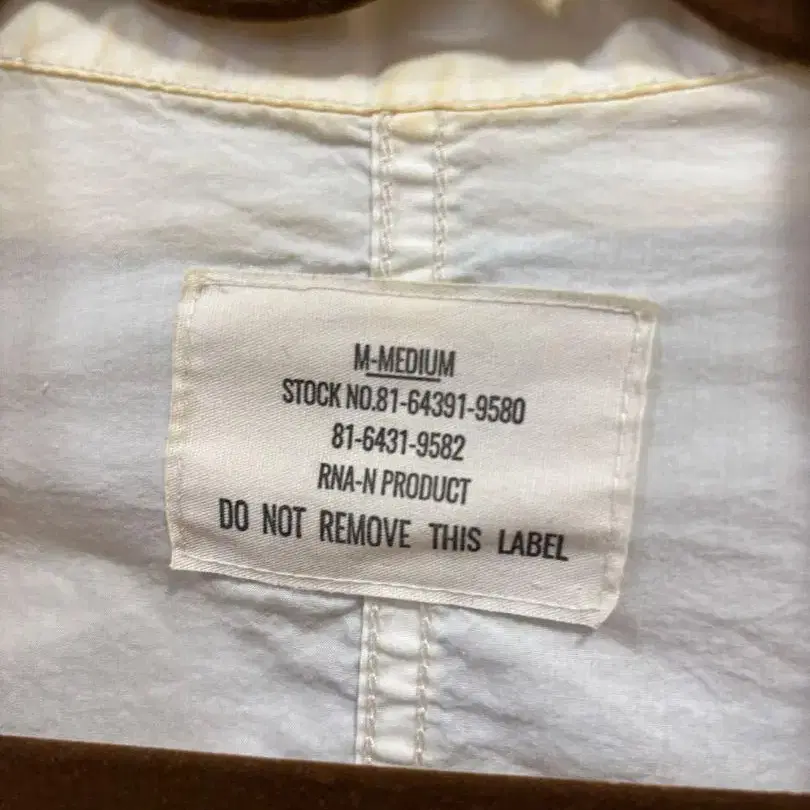 M-MEDIUM
STOCK NO.81-64391-9580
81-6431-9582
RNA-N PRODUCT
DO NOT REMOVE THIS LABEL